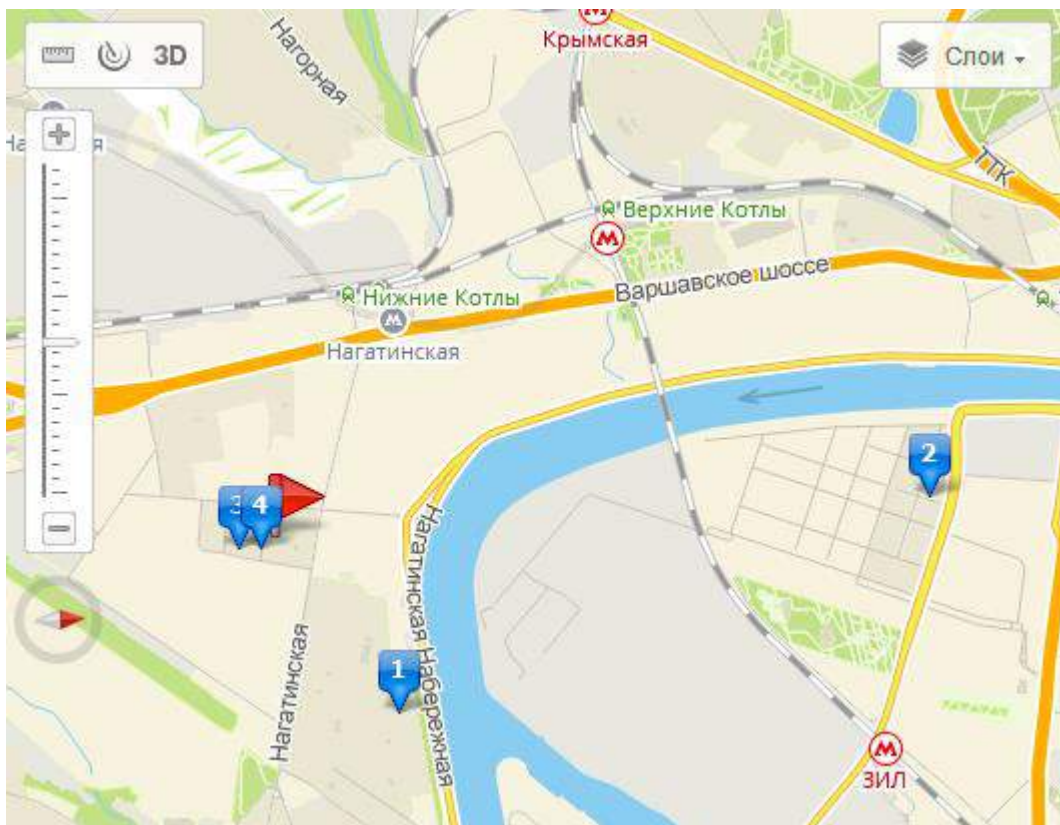 Крымская
3D
Слои
Нагорная
ТТК
Верхние Котлы
М
Варшавское шоссе
Нижние Котлы
М
Нагатинская
2
3
4
Нагатинская Набережная
Нагатинская
1
М
ЗИЛ